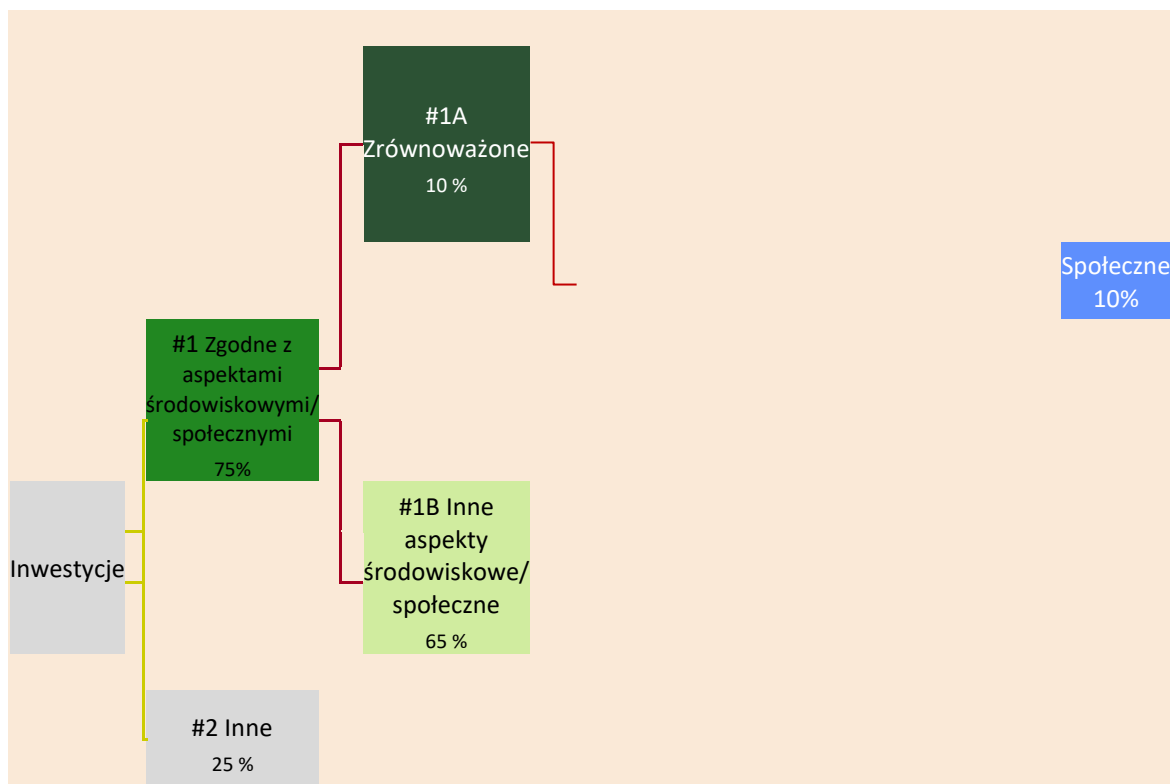 #1A
Zrównoważone
10 %
Społeczne
10%
#1 Zgodne z
aspektami
środowiskowymi/
społecznymi
75%
#1B Inne
aspekty
środowiskowe/
społeczne
65 %
Inwestycje
#2 Inne
25 %